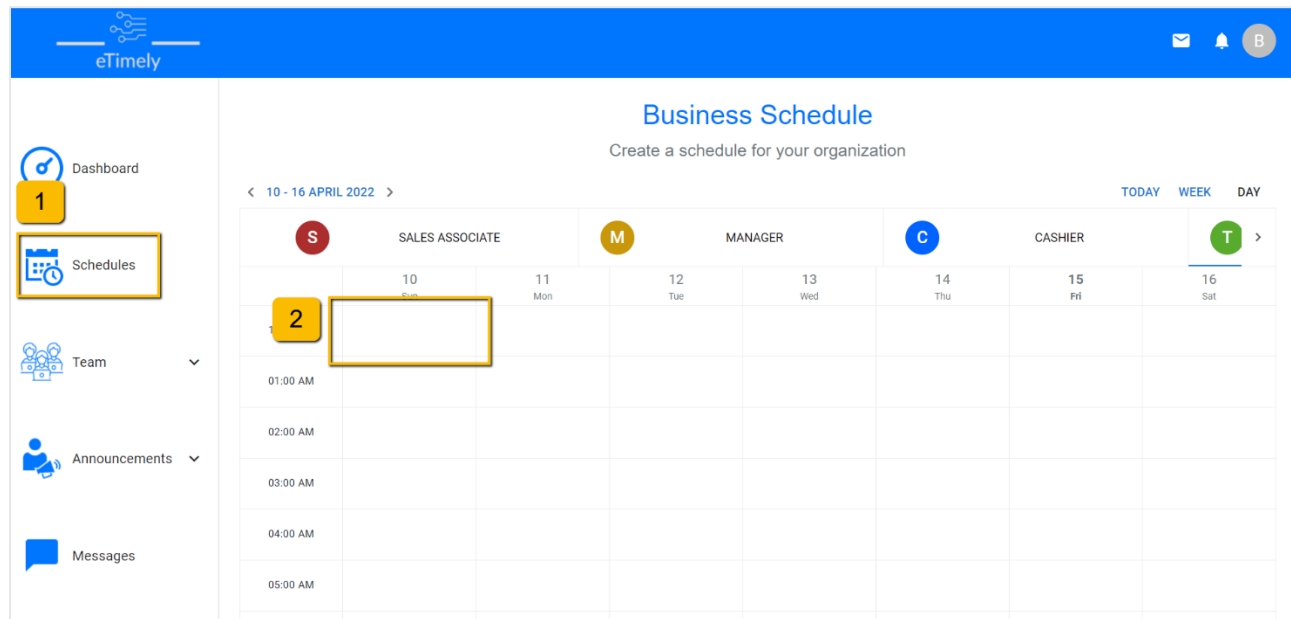 eTimely
B
Business Schedule
Create a schedule for your organization
Dashboard
1
10 - 16 APRIL 2022
TODAY WEEK DAY
S SALES ASSOCIATE M MANAGER C CASHIER T
Schedules
10 11 12 13 14 15 16
Sun Mon Tue Wed Thu Fri Sat
2
Team
01:00 AM
02:00 AM
Announcements
03:00 AM
04:00 AM
Messages
05:00 AM